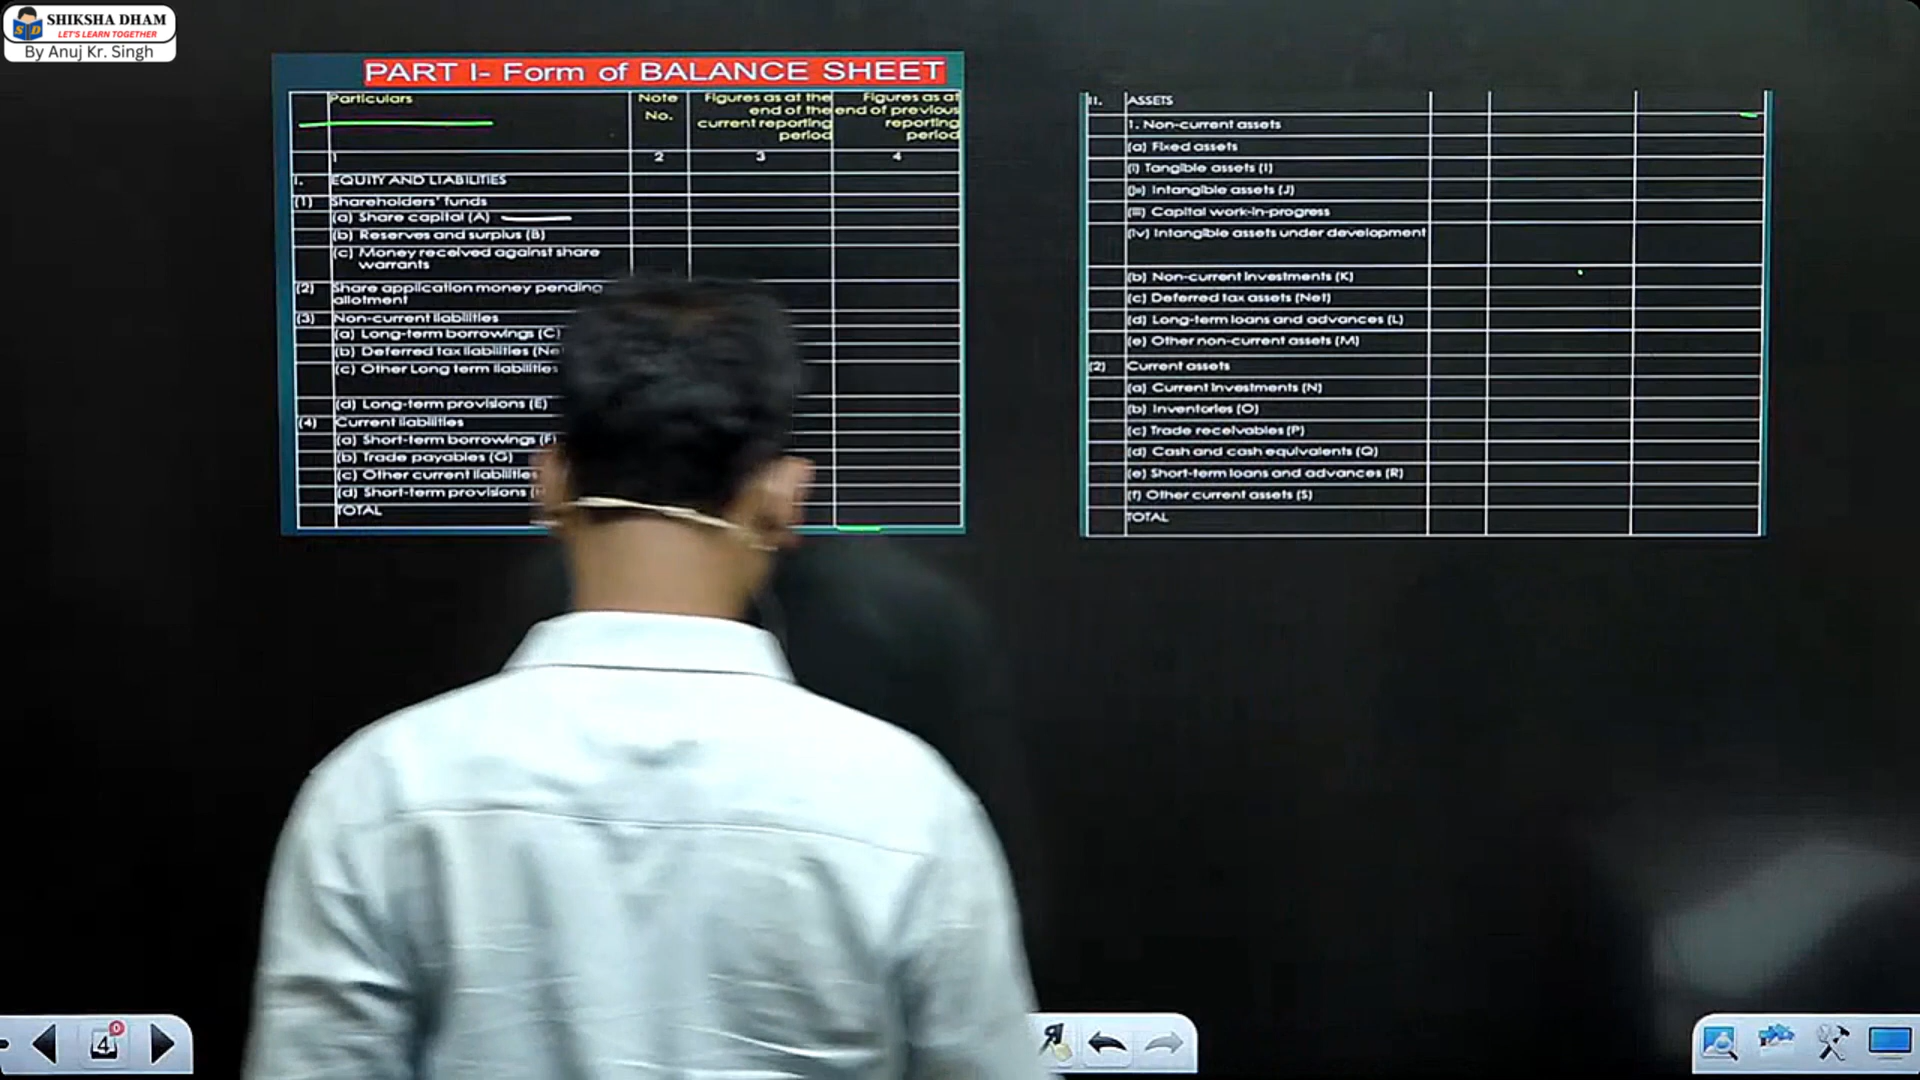 SHIKSHA DHAM
LET'S LEARN TOGETHER
By Anuj Kr. Singh
PART I- Form of BALANCE SHEET
Particulars
Note No.
Figures as at the end of the current reporting period
Figures as at end of previous reporting period
1 2 3 4
I. EQUITY AND LIABILITIES
(1) Shareholders' funds
(a) Share capital (A)
(b) Reserves and surplus (B)
(c) Money received against share
warrants
(2) Share application money pending
allotment
(3) Non-current liabilities
(a) Long-term borrowings (C)
(b) Deferred tax liabilities
(c) Other Long term liabilities
(d) Long-term provisions (E)
(4) Current liabilities
(a) Short-term borrowings (F)
(b) Trade payables (G)
(c) Other current liabilities
(d) Short-term provisions
TOTAL
II. ASSETS
1. Non-current assets
(a) Fixed assets
(i) Tangible assets (I)
Intangible assets (J)
(iii) Capital work-in-progress
(iv) Intangible assets under development
(b) Non-current investments (K)
(c) Deferred tax assets (Net)
(d) Long-term loans and advances (L)
(e) Other non-current assets (M)
(2) Current assets
(a) Current investments (N)
(b) Inventories (O)
(c) Trade receivables (P)
(d) Cash and cash equivalents (Q)
(e) Short-term loans and advances (R)
(f) Other current assets (S)
TOTAL
4
0